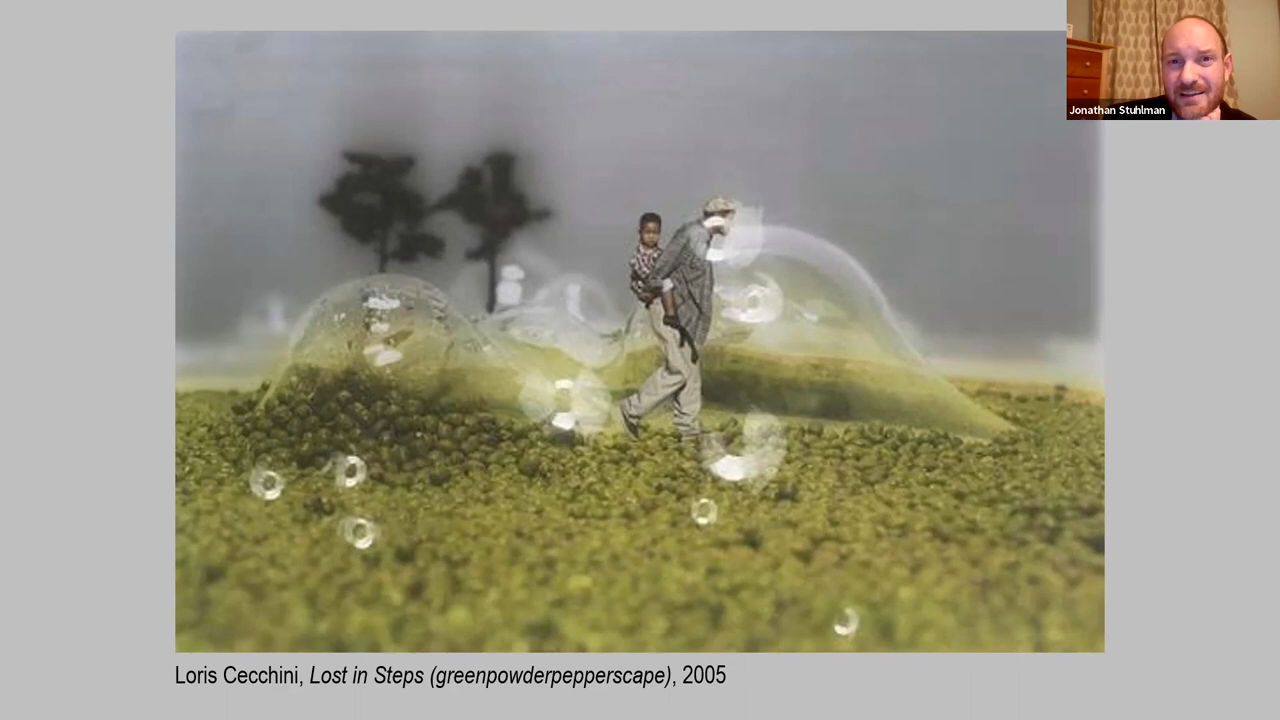 Jonathan Stuhlman
Loris Cecchini, Lost in Steps (greenpowderpepperscape), 2005